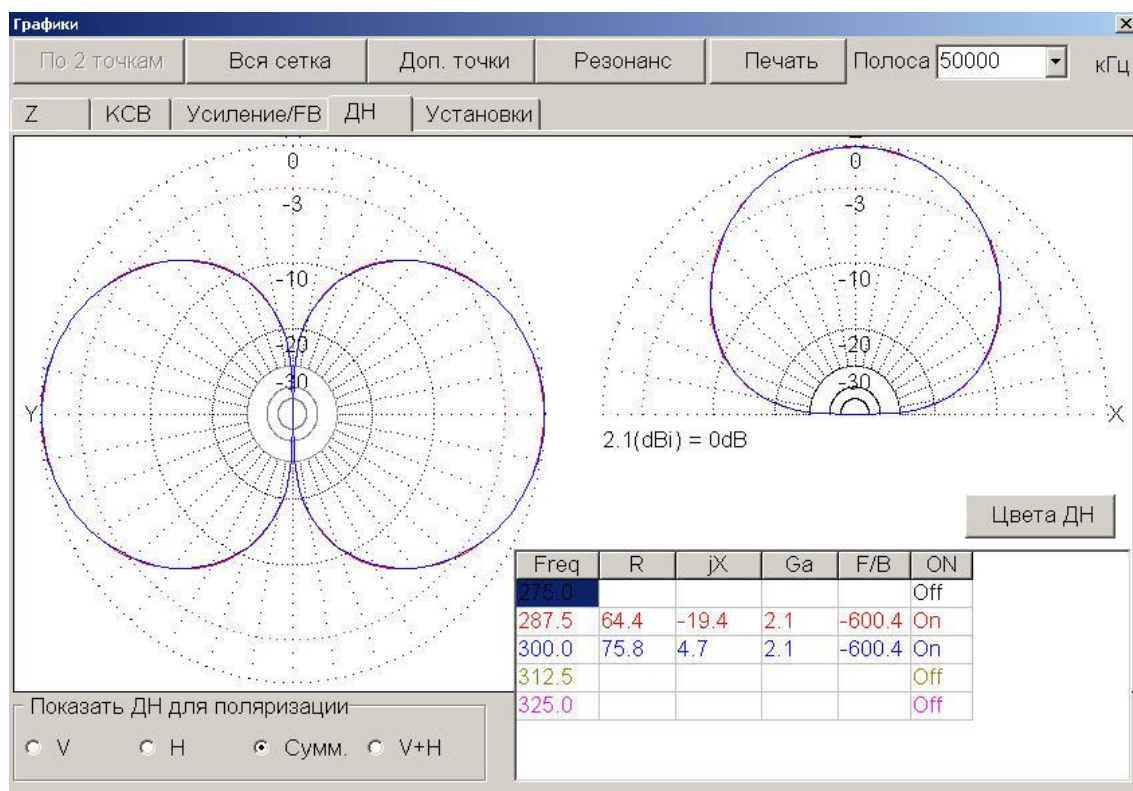 Графики
По 2 точкам Вся сетка Доп. точки Резонанс Печать Полоса 50000 кГц
Z КСВ Усиление/FB ДН Установки
0 0
-3 -3
-10 -10
-20 -20
-30 -30
Y X
2.1(dBi) = 0dB
Цвета ДН
Freq R jX Ga F/B ON
275.0 Off
287.5 64.4 -19.4 2.1 -600.4 On
300.0 75.8 4.7 2.1 -600.4 On
312.5 Off
325.0 Off
Показать ДН для поляризации
V H Сумм. V+H